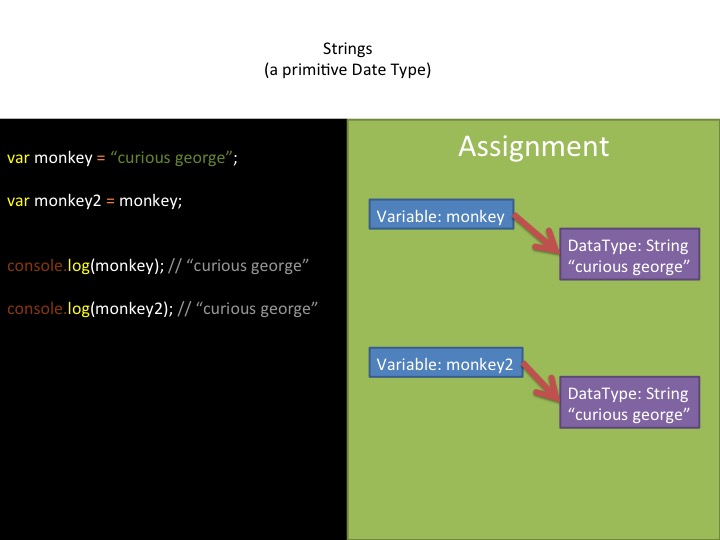 Strings
(a primitive Date Type)
var monkey = “curious george”;
var monkey2 = monkey;
console.log(monkey); // “curious george”
console.log(monkey2); // “curious george”
Assignment
Variable: monkey
DataType: String
“curious george”
Variable: monkey2
DataType: String
“curious george”